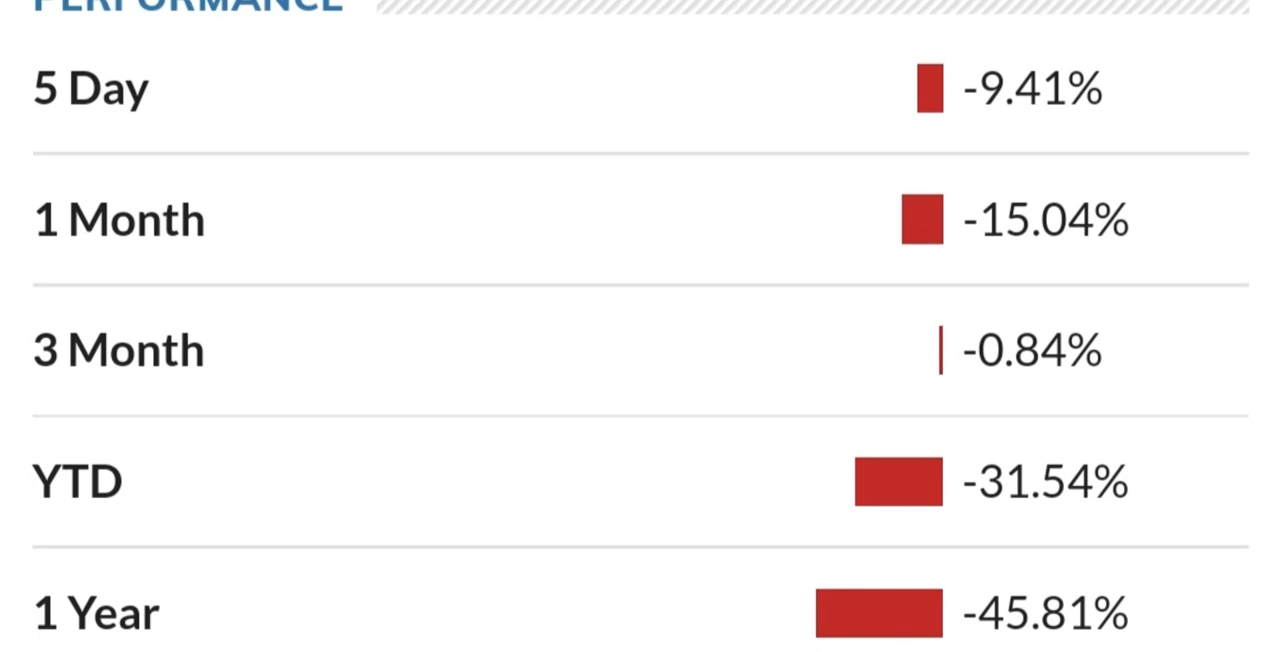 PERFORMANCE
5 Day -9.41%
1 Month -15.04%
3 Month -0.84%
YTD -31.54%
1 Year -45.81%